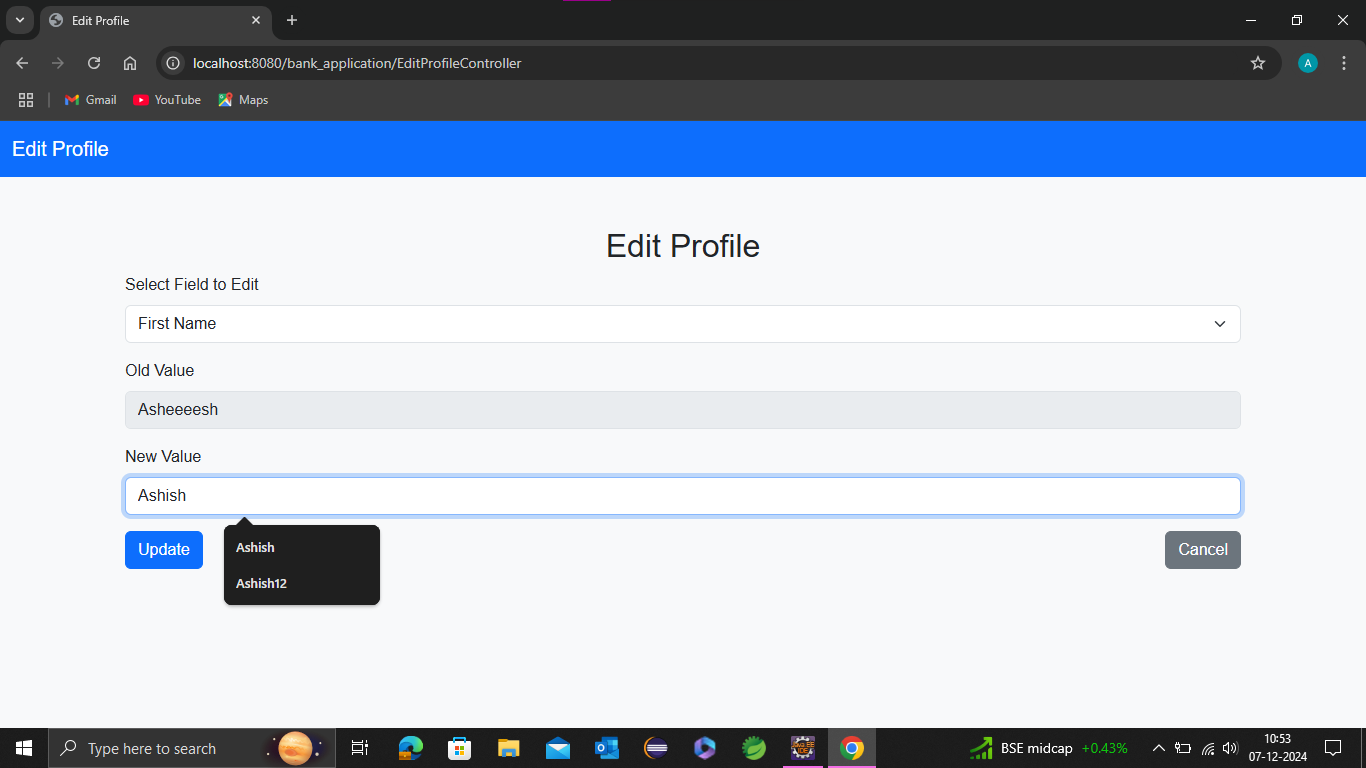 Edit Profile
localhost:8080/bank_application/EditProfileController
A
Gmail
YouTube
Maps
Edit Profile
Edit Profile
Select Field to Edit
First Name
Old Value
Asheeeesh
New Value
Ashish
Update
Ashish
Ashish12
Cancel
Type here to search
BSE midcap +0.43%
10:53
07-12-2024